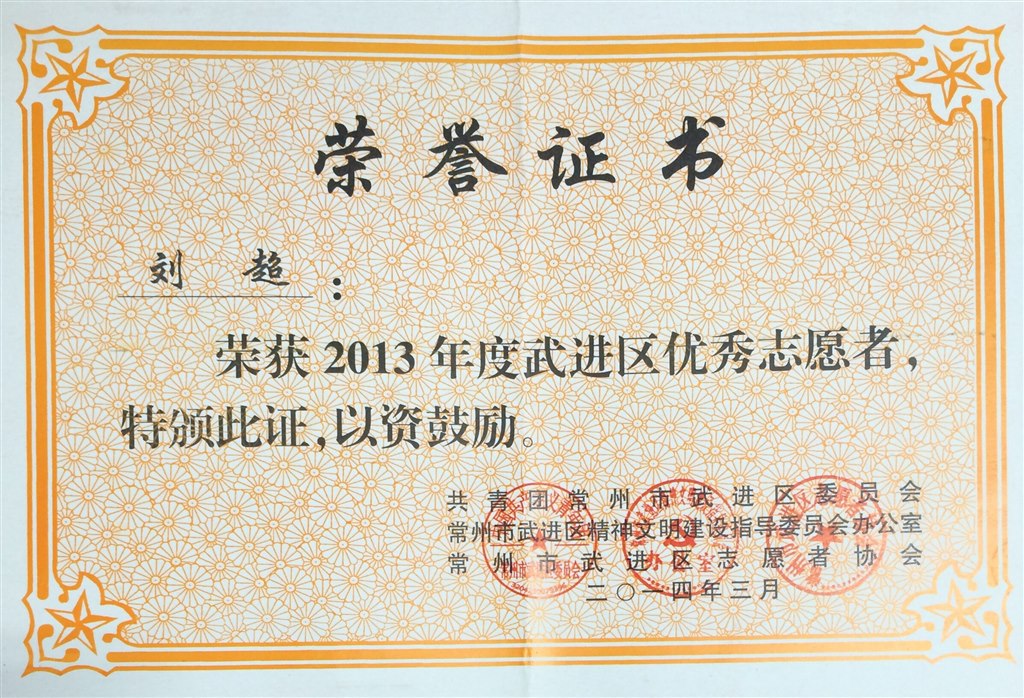 荣誉证书
刘超：
荣获2013年度武进区优秀志愿者，
特颁此证，以资鼓励。
共青团常州市武进区委员会
常州市武进区精神文明建设指导委员会办公室
常州市武进区志愿者协会
二〇一四年三月
办公室